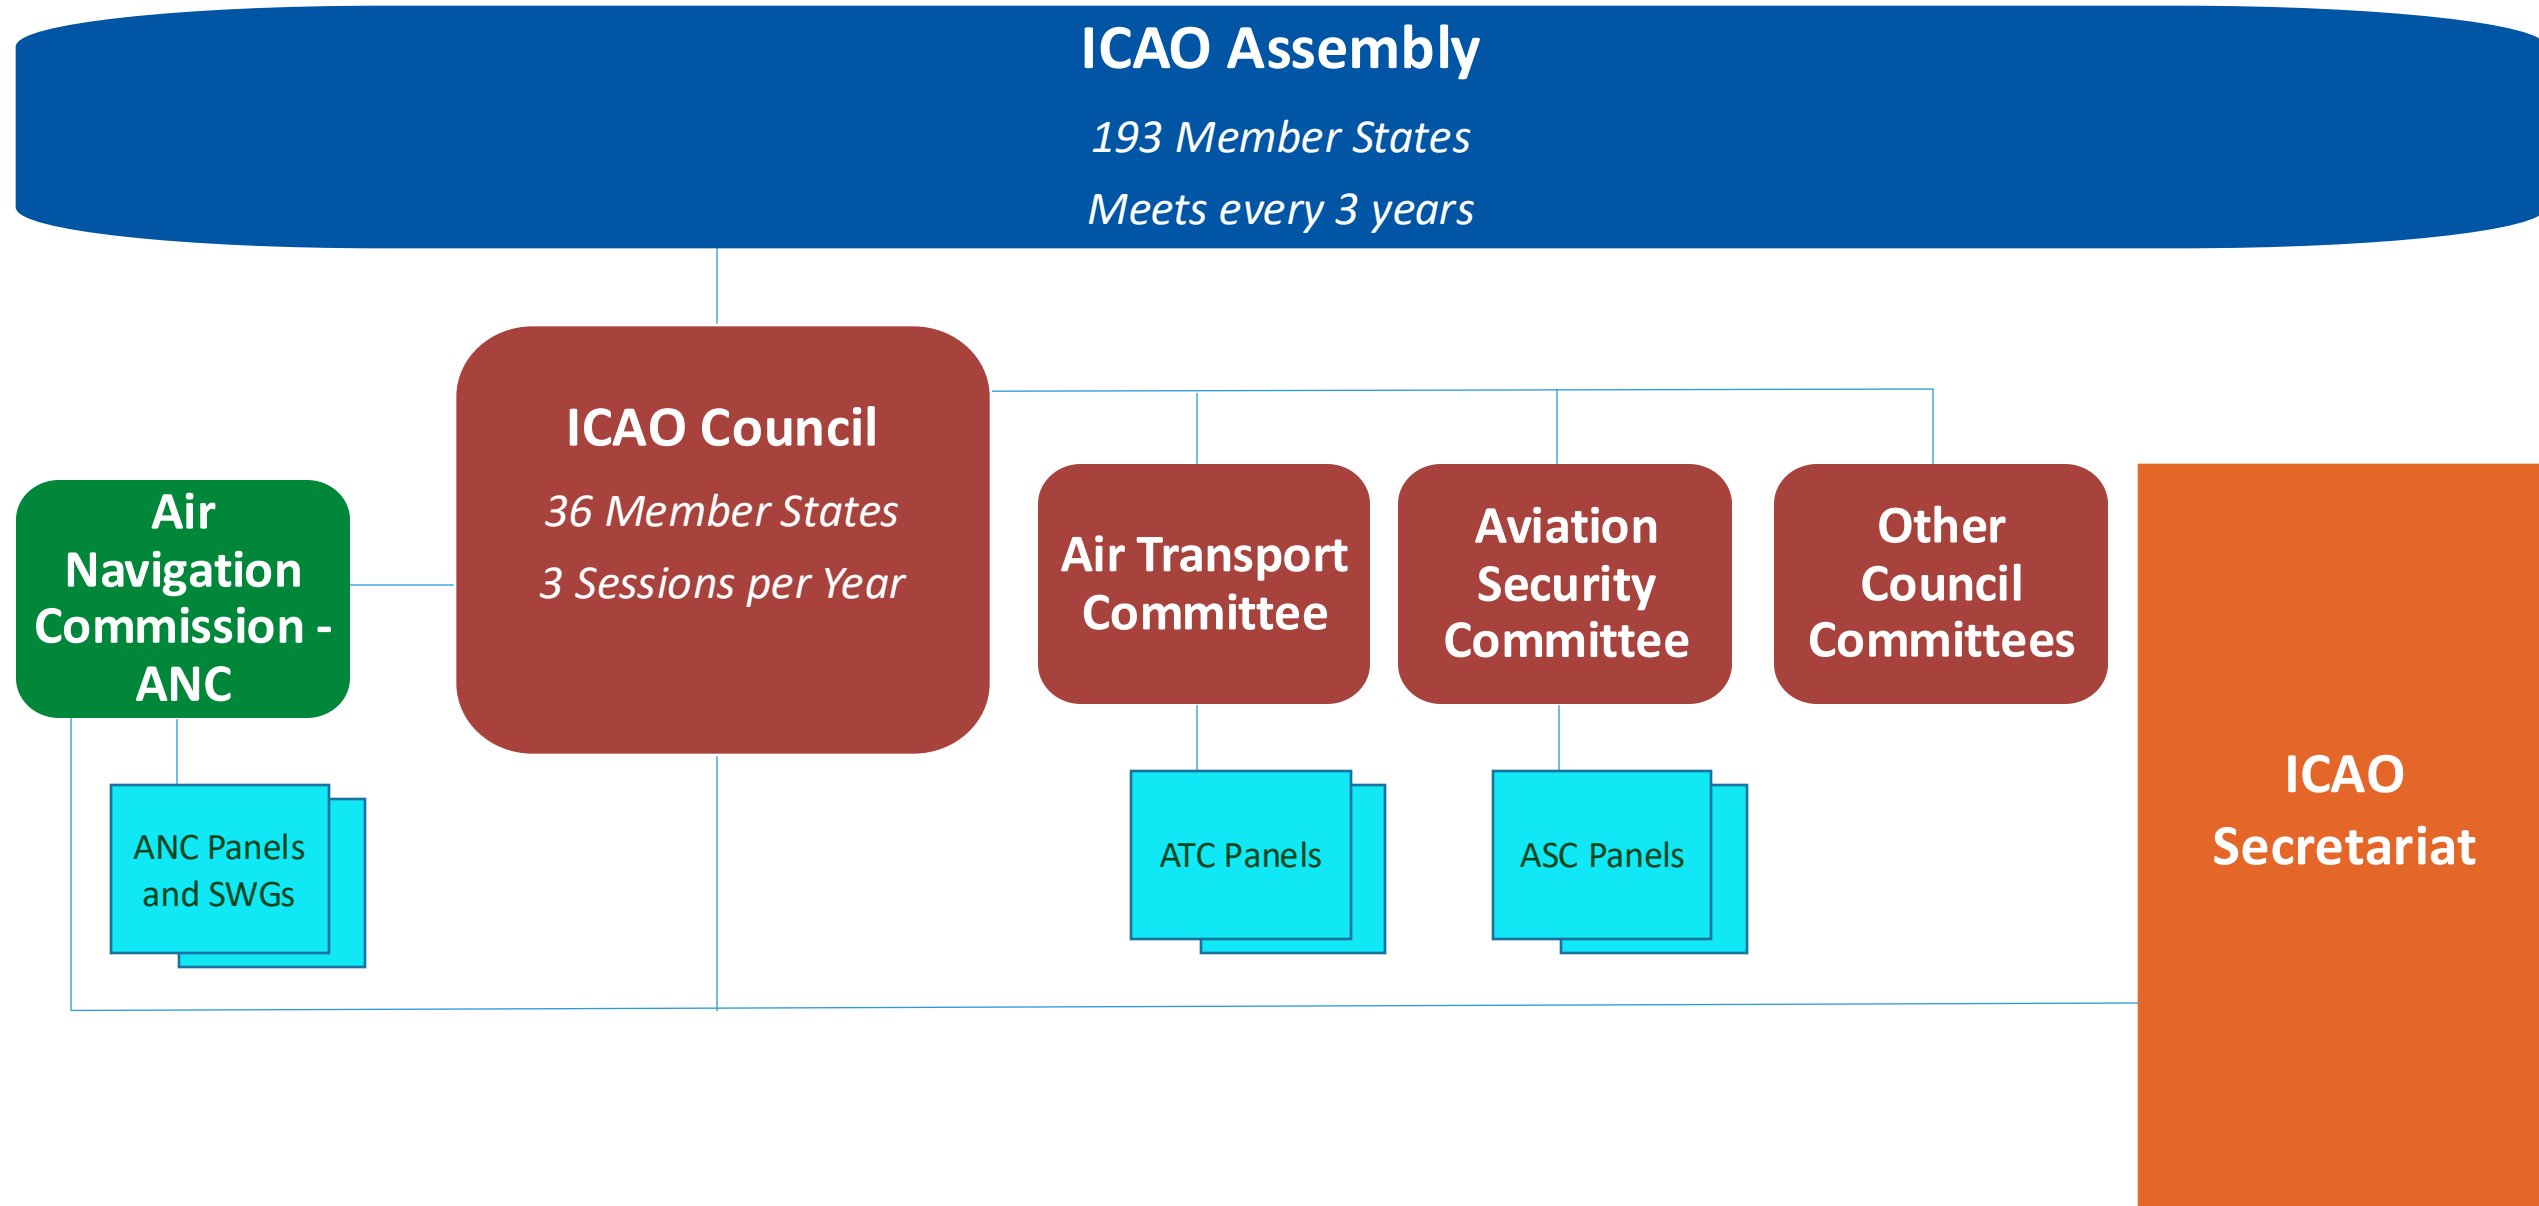 ICAO Assembly
193 Member States
Meets every 3 years
ICAO Council
36 Member States
3 Sessions per Year
Air
Navigation
Commission -
ANC
Air Transport
Committee
Aviation
Security
Committee
Other
Council
Committees
ICAO
Secretariat
ANC Panels
and SWGs
ATC Panels
ASC Panels